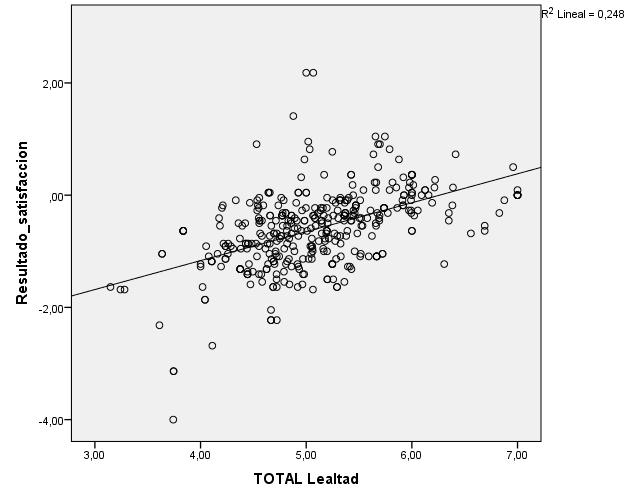 R2 Lineal = 0,248
2,00
,00
-2,00
-4,00
Resultado_satisfaccion
3,00 4,00 5,00 6,00 7,00
TOTAL Lealtad